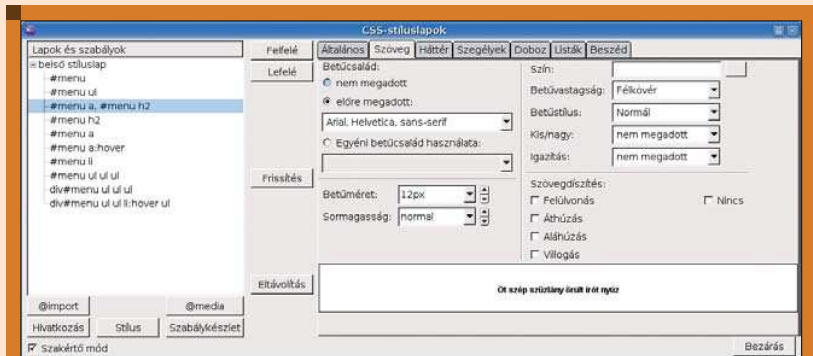 CSS-stíluslapok
Lapok és szabályok
belső stíluslap
#menu
#menu ul
#menu a, #menu h2
#menu h2
#menu a
#menu a:hover
#menu li
#menu ul ul ul
div#menu ul ul ul
div#menu ul ul li:hover ul
@import
@media
Hivatkozás
Stílus
Szabálykészlet
Szakértő mód
Felfelé
Lefelé
Frissítés
Eltávolítás
Általános
Szöveg
Háttér
Szegélyek
Doboz
Listák
Beszéd
Betűcsalád:
nem megadott
előre megadott:
Arial, Helvetica, sans-serif
Egyéni betűcsalád használata:
Betűméret:
12px
Sormagasság:
normal
Szín:
Betűvastagság:
Félkövér
Betűstílus:
Normál
Kis/nagy:
nem megadott
Igazítás:
nem megadott
Szövegdíszítés:
Felülvonás
Nincs
Áthúzás
Aláhúzás
Villogás
Öt szép szűzlány őrült írót nyúz
Bezárás